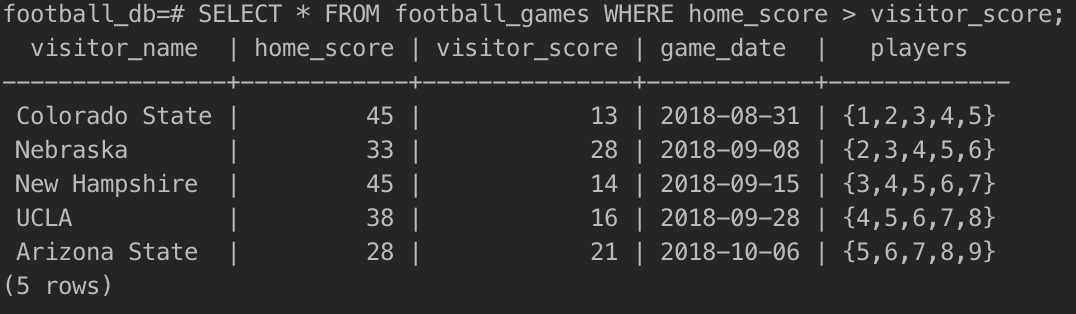 football_db=# SELECT * FROM football_games WHERE home_score > visitor_score;
  visitor_name  | home_score | visitor_score | game_date  |   players
----------------+------------+---------------+------------+-------------
 Colorado State |         45 |            13 | 2018-08-31 | {1,2,3,4,5}
 Nebraska       |         33 |            28 | 2018-09-08 | {2,3,4,5,6}
 New Hampshire  |         45 |            14 | 2018-09-15 | {3,4,5,6,7}
 UCLA           |         38 |            16 | 2018-09-28 | {4,5,6,7,8}
 Arizona State  |         28 |            21 | 2018-10-06 | {5,6,7,8,9}
(5 rows)